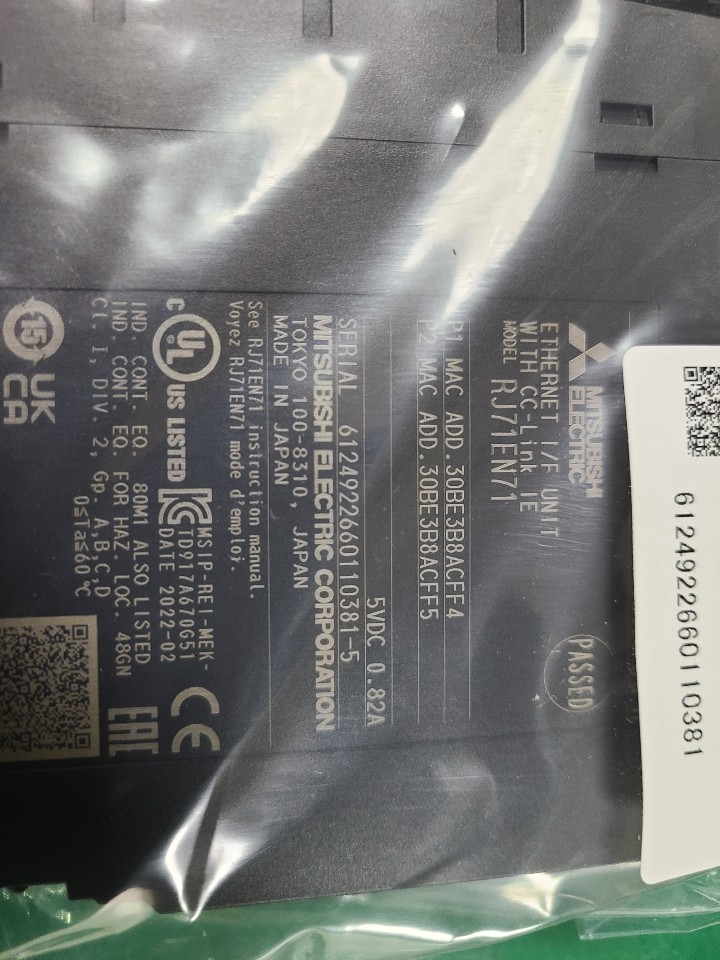 MITSUBISHI
ELECTRIC
ETHERNET I/F UNIT
WITH CC-Link IE
MODEL RJ71EN71
PASSED
P1 MAC ADD. 30BE3B8ACFF4
P2 MAC ADD. 30BE3B8ACFF5
5VDC 0.82A
SERIAL 6124922660110381-5
MITSUBISHI ELECTRIC CORPORATION
TOKYO 100-8310, JAPAN
MADE IN JAPAN
See RJ71EN71 instruction manual.
Voyez RJ71EN71 mode d'emploi.
C UL US LISTED
MSIP-REI-MEK-
TD917A670G51
DATE 2022-02
IND. CONT. EQ. 80M1 ALSO LISTED
IND. CONT. EQ. FOR HAZ. LOC. 48GN
CL. I, DIV. 2, Gp. A,B,C,D
0≤Ta≤60℃
CE
EAC
15
UK
CA
6124922660110381